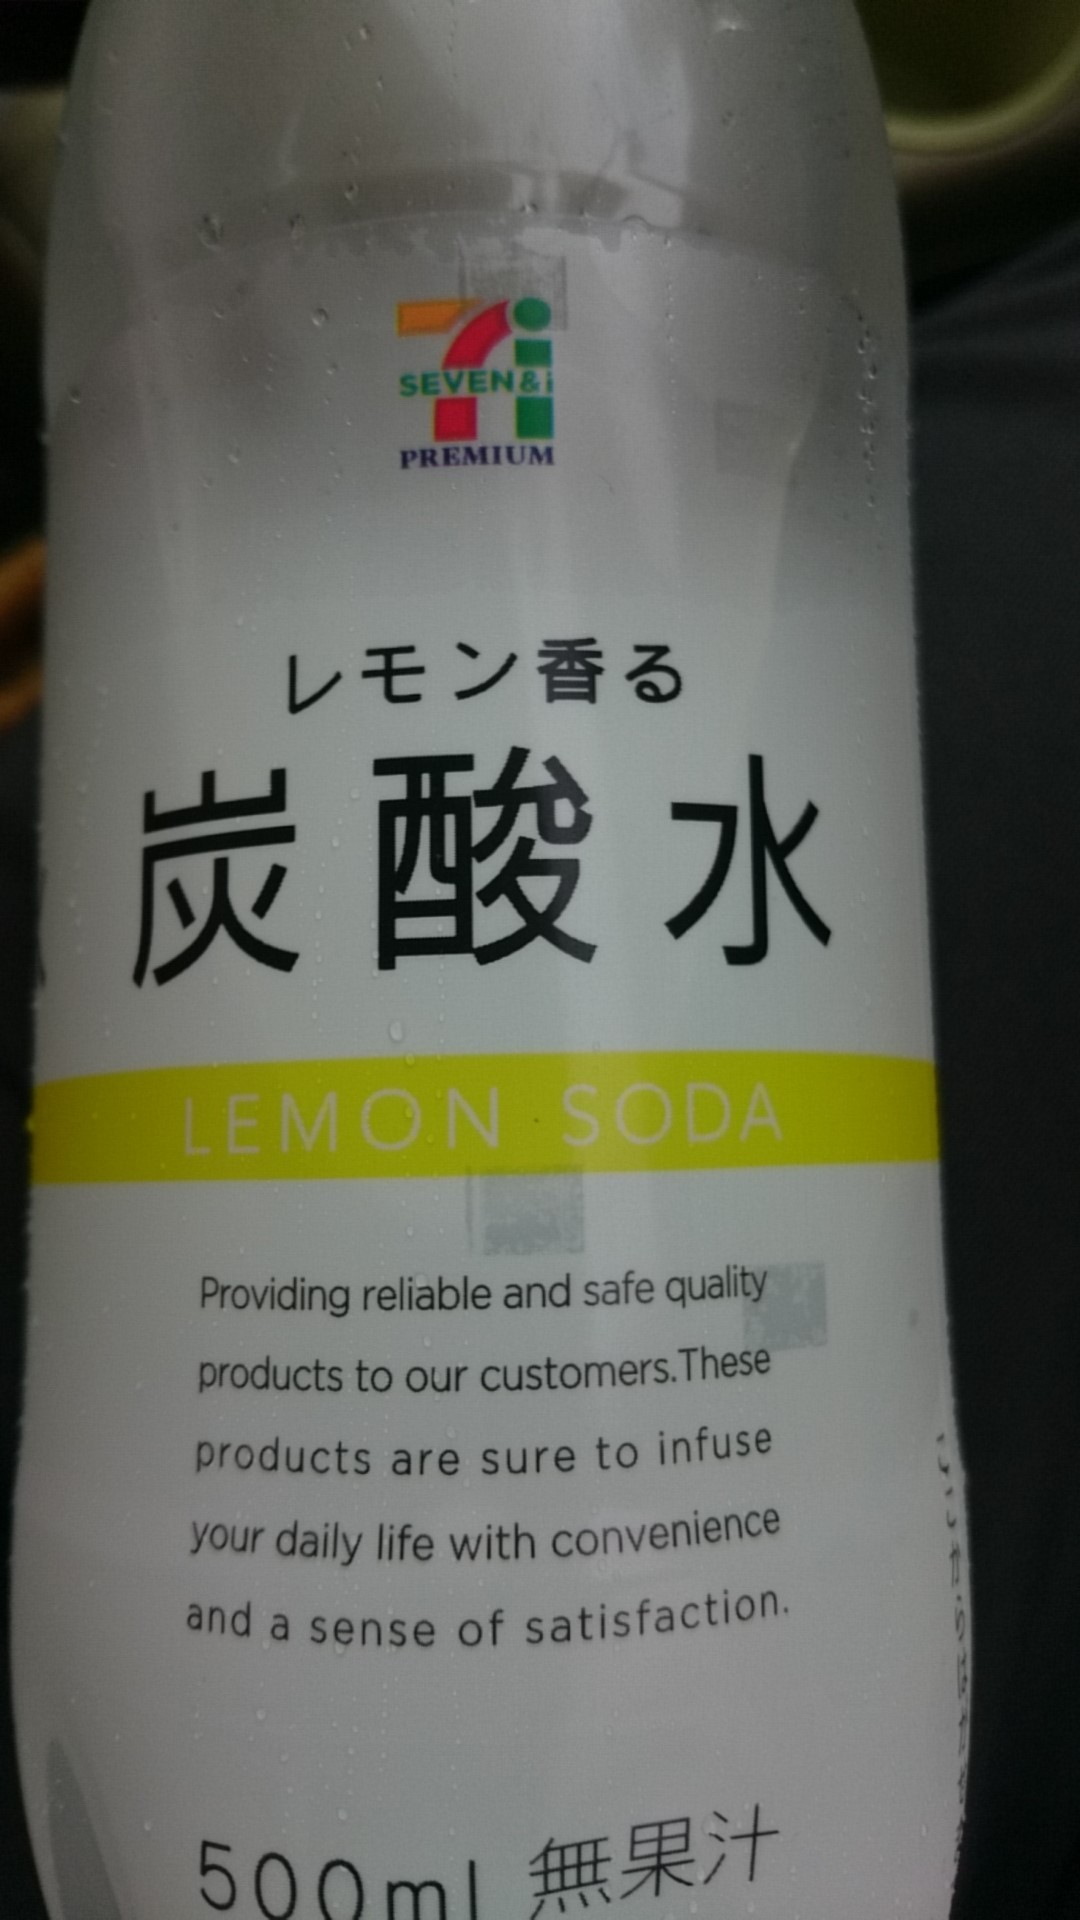 SEVEN&i
PREMIUM
レモン香る
炭酸水
LEMON SODA
Providing reliable and safe quality
products to our customers.These
products are sure to infuse
your daily life with convenience
and a sense of satisfaction.
500ml 無果汁